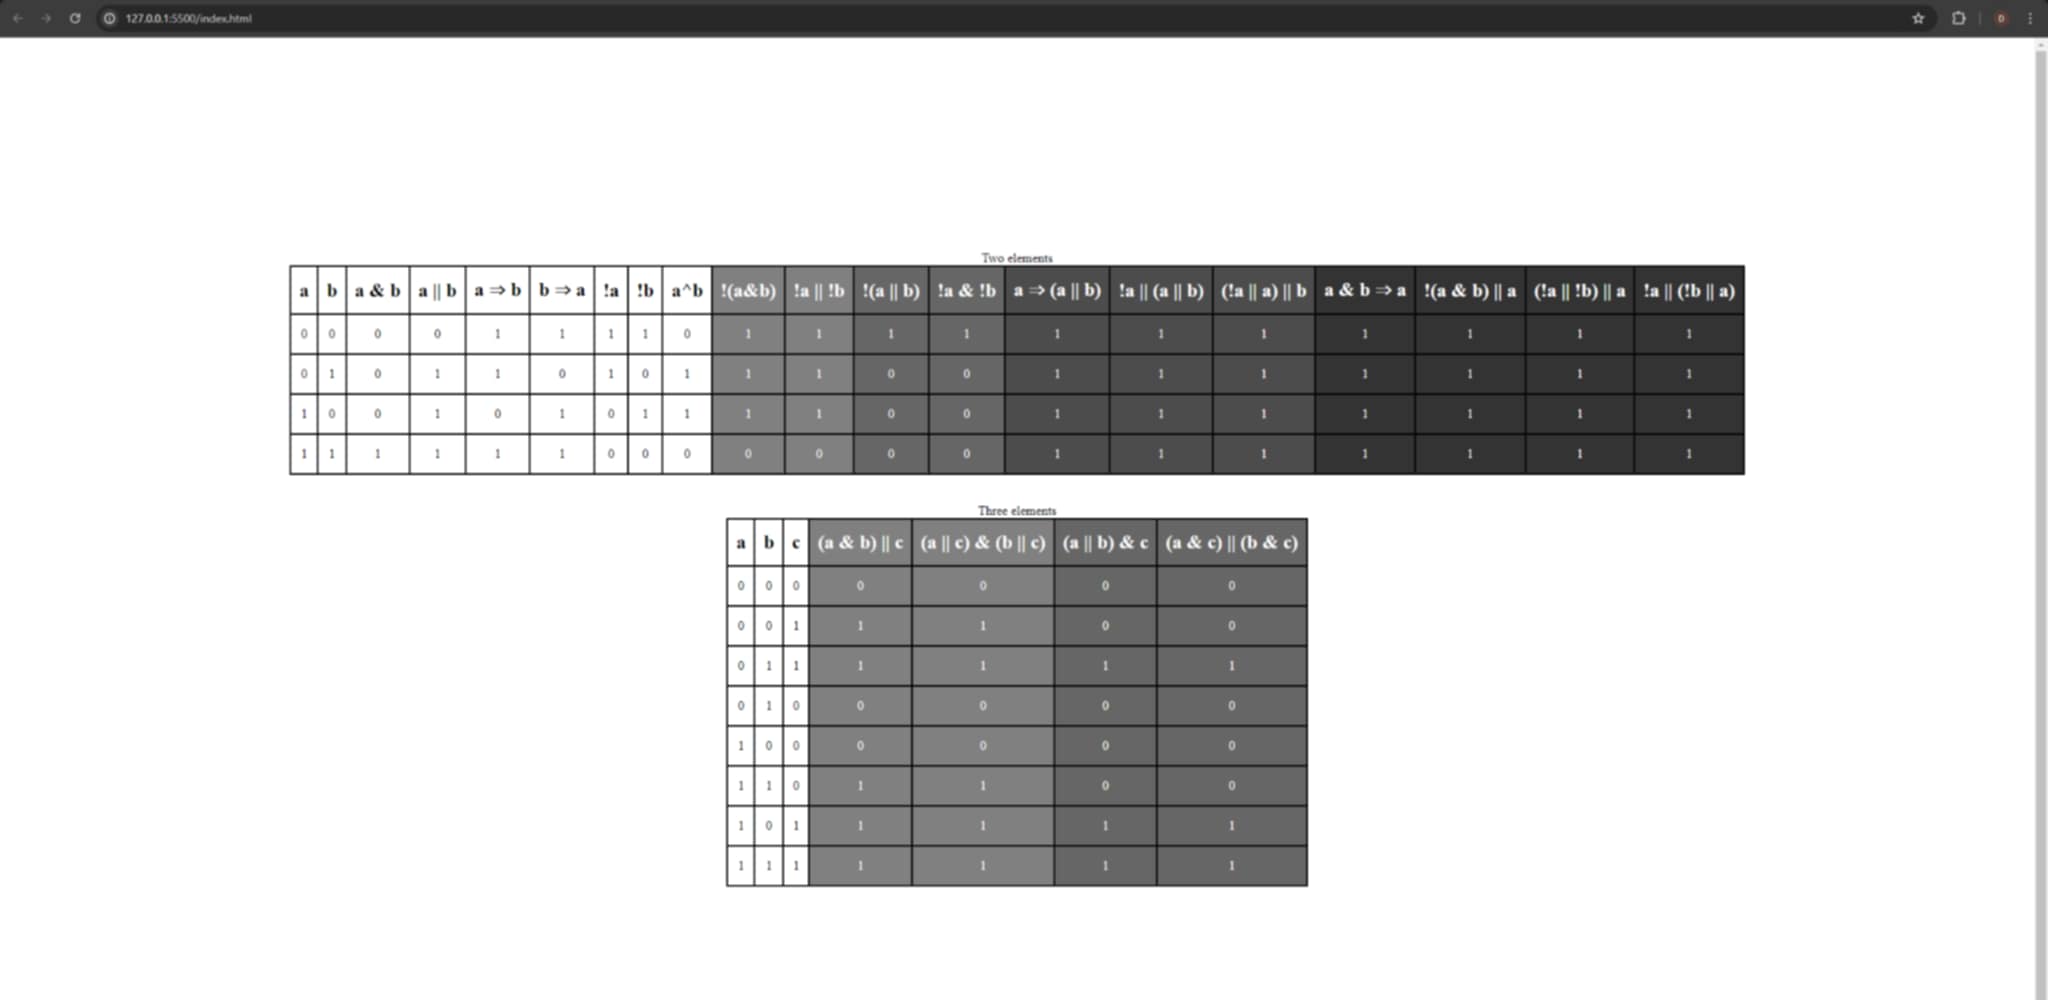 127.0.0.1:5500/index.html
D
Two elements
a b a & b a || b a ⇒ b b ⇒ a !a !b a^b !(a&b) !a || !b !(a || b) !a & !b a ⇒ (a || b) !a || (a || b) (!a || a) || b a & b ⇒ a !(a & b) || a (!a || !b) || a !a || (!b || a)
0 0 0 0 1 1 1 1 0 1 1 1 1 1 1 1 1 1 1 1
0 1 0 1 1 0 1 0 1 1 1 0 0 1 1 1 1 1 1 1
1 0 0 1 0 1 0 1 1 1 1 0 0 1 1 1 1 1 1 1
1 1 1 1 1 1 0 0 0 0 0 0 0 1 1 1 1 1 1 1
Three elements
a b c (a & b) || c (a || c) & (b || c) (a || b) & c (a & c) || (b & c)
0 0 0 0 0 0 0
0 0 1 1 1 0 0
0 1 1 1 1 1 1
0 1 0 0 0 0 0
1 0 0 0 0 0 0
1 1 0 1 1 0 0
1 0 1 1 1 1 1
1 1 1 1 1 1 1